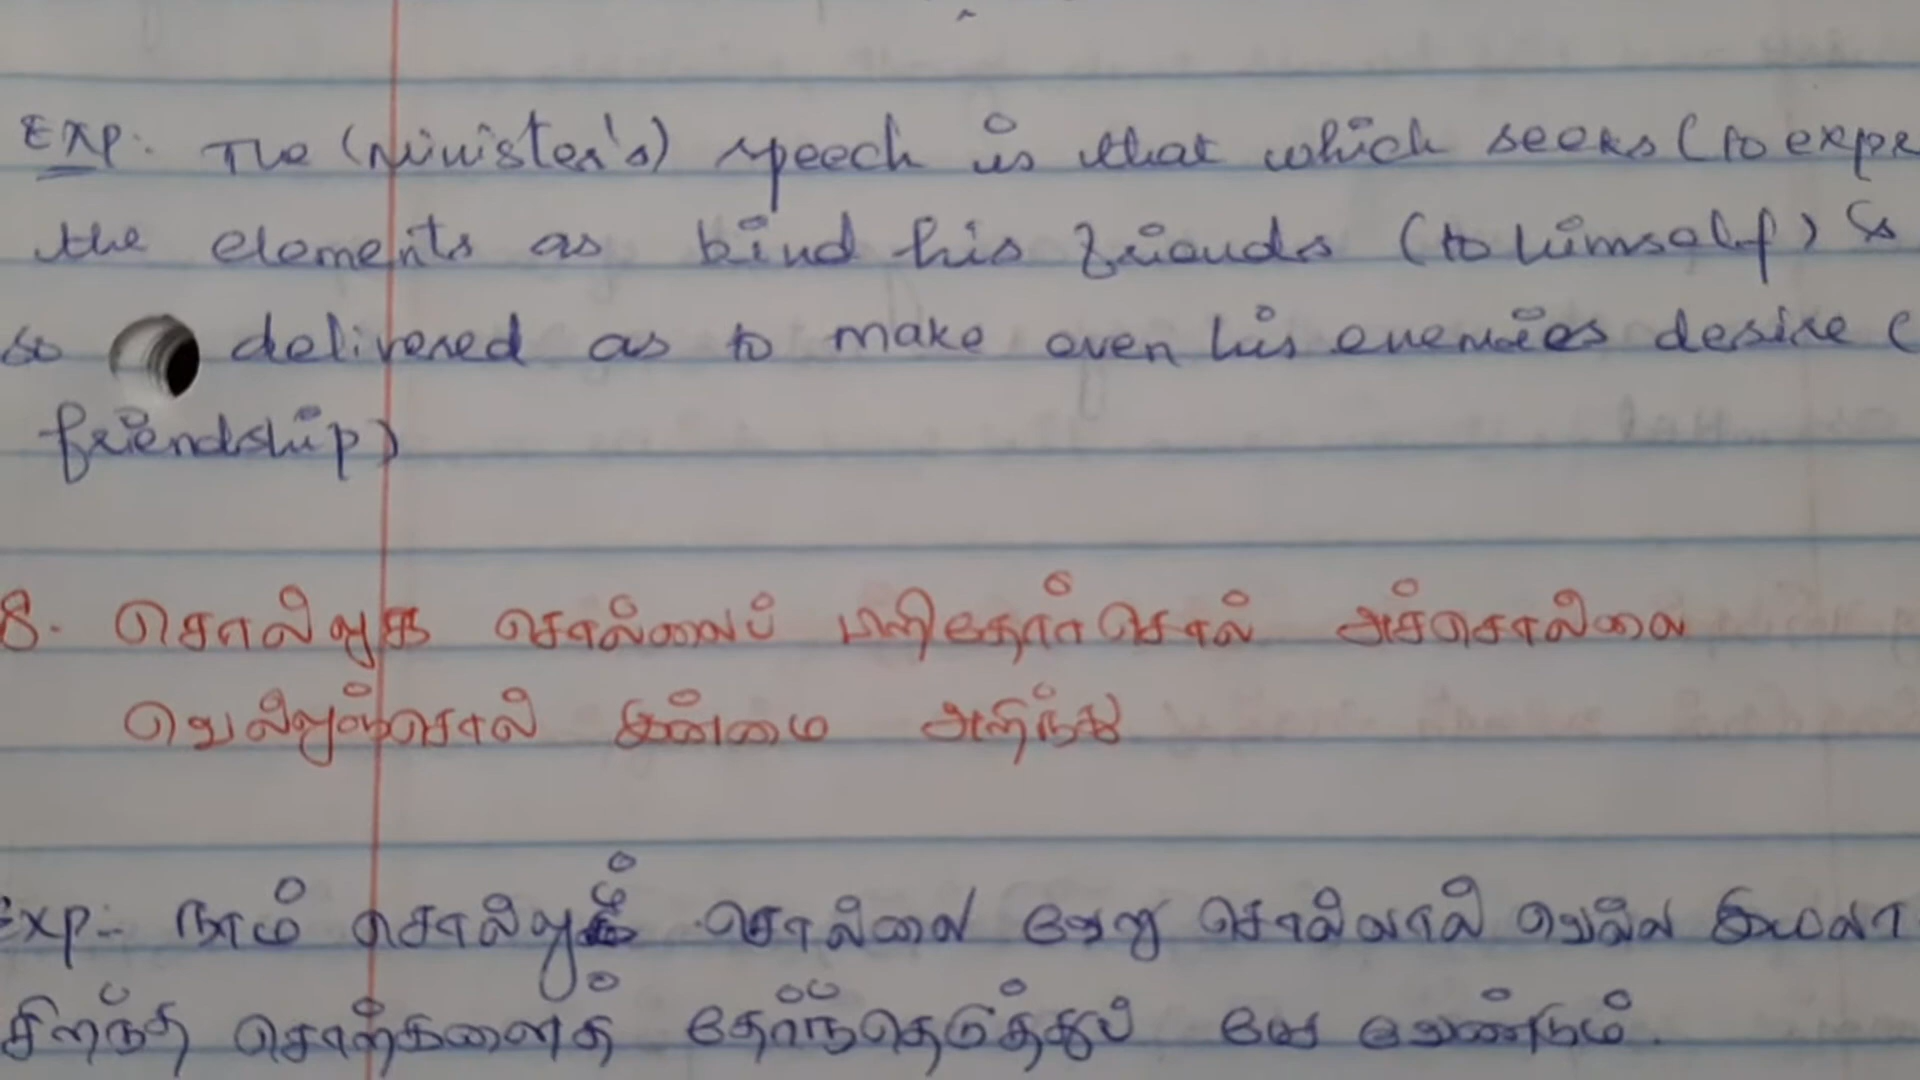 Exp:- The (Minister's) speech is that which seeks (to expre
the elements as bind his friends (to himself) &
so delivered as to make even his enemies desire (
friendship)
8. சொல்லுக சொல்லைப் பிறிதோர்சொல் அச்சொல்லை
வெல்லும்சொல் இன்மை அறிந்து
Exp:- நாம் சொல்லும் சொல்லை வேறு சொல்லால் வெல்ல
சிறந்த சொற்களைத் தேர்ந்தெடுத்துப் பேச வேண்டும்.